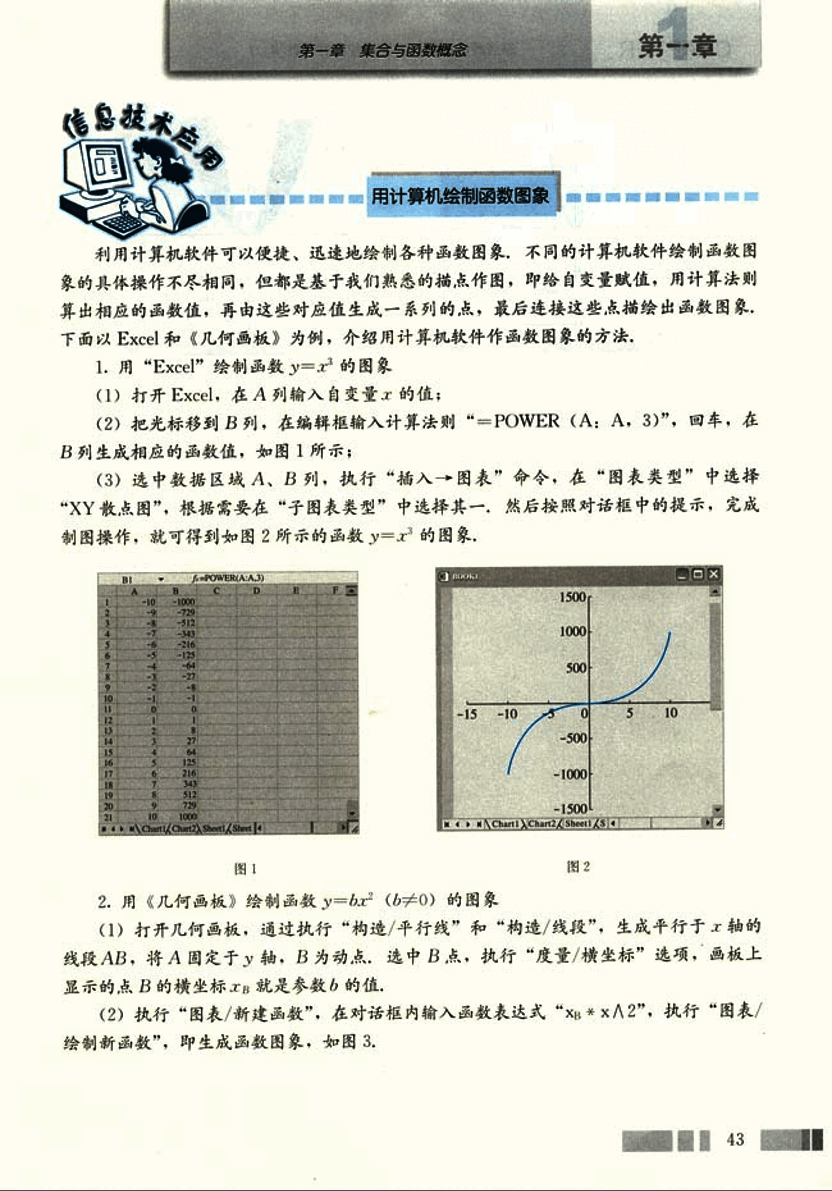 第一章 集合与函数概念
第一章
信息技术应用
用计算机绘制函数图象
利用计算机软件可以便捷、迅速地绘制各种函数图象．不同的计算机软件绘制函数图
象的具体操作不尽相同，但都是基于我们熟悉的描点作图，即给自变量赋值，用计算法则
算出相应的函数值，再由这些对应值生成一系列的点，最后连接这些点描绘出函数图象．
下面以 Excel 和《几何画板》为例，介绍用计算机软件作函数图象的方法．
1. 用“Excel”绘制函数 y=x³ 的图象
（1）打开 Excel，在 A 列输入自变量 x 的值；
（2）把光标移到 B 列，在编辑框输入计算法则“=POWER（A：A，3）”，回车，在
B 列生成相应的函数值，如图 1 所示；
（3）选中数据区域 A、B 列，执行“插入→图表”命令，在“图表类型”中选择
“XY 散点图”，根据需要在“子图表类型”中选择其一．然后按照对话框中的提示，完成
制图操作，就可得到如图 2 所示的函数 y=x³ 的图象．
B1 fx =POWER(A:A,3)
A B C D E F
1 -10 -1000
2 -9 -729
3 -8 -512
4 -7 -343
5 -6 -216
6 -5 -125
7 -4 -64
8 -3 -27
9 -2 -8
10 -1 -1
11 0 0
12 1 1
13 2 8
14 3 27
15 4 64
16 5 125
17 6 216
18 7 343
19 8 512
20 9 729
21 10 1000
Chart1 Chart2 Sheet1 Sheet
BOOK1
1500
1000
500
-15 -10 -5 0 5 10
-500
-1000
-1500
Chart1 Chart2 Sheet1 S
图 1
图 2
2. 用《几何画板》绘制函数 y=bx²（b≠0）的图象
（1）打开几何画板，通过执行“构造/平行线”和“构造/线段”，生成平行于 x 轴的
线段 AB，将 A 固定于 y 轴，B 为动点．选中 B 点，执行“度量/横坐标”选项，画板上
显示的点 B 的横坐标 xB 就是参数 b 的值．
（2）执行“图表/新建函数”，在对话框内输入函数表达式“xB * x∧2”，执行“图表/
绘制新函数”，即生成函数图象，如图 3．
43